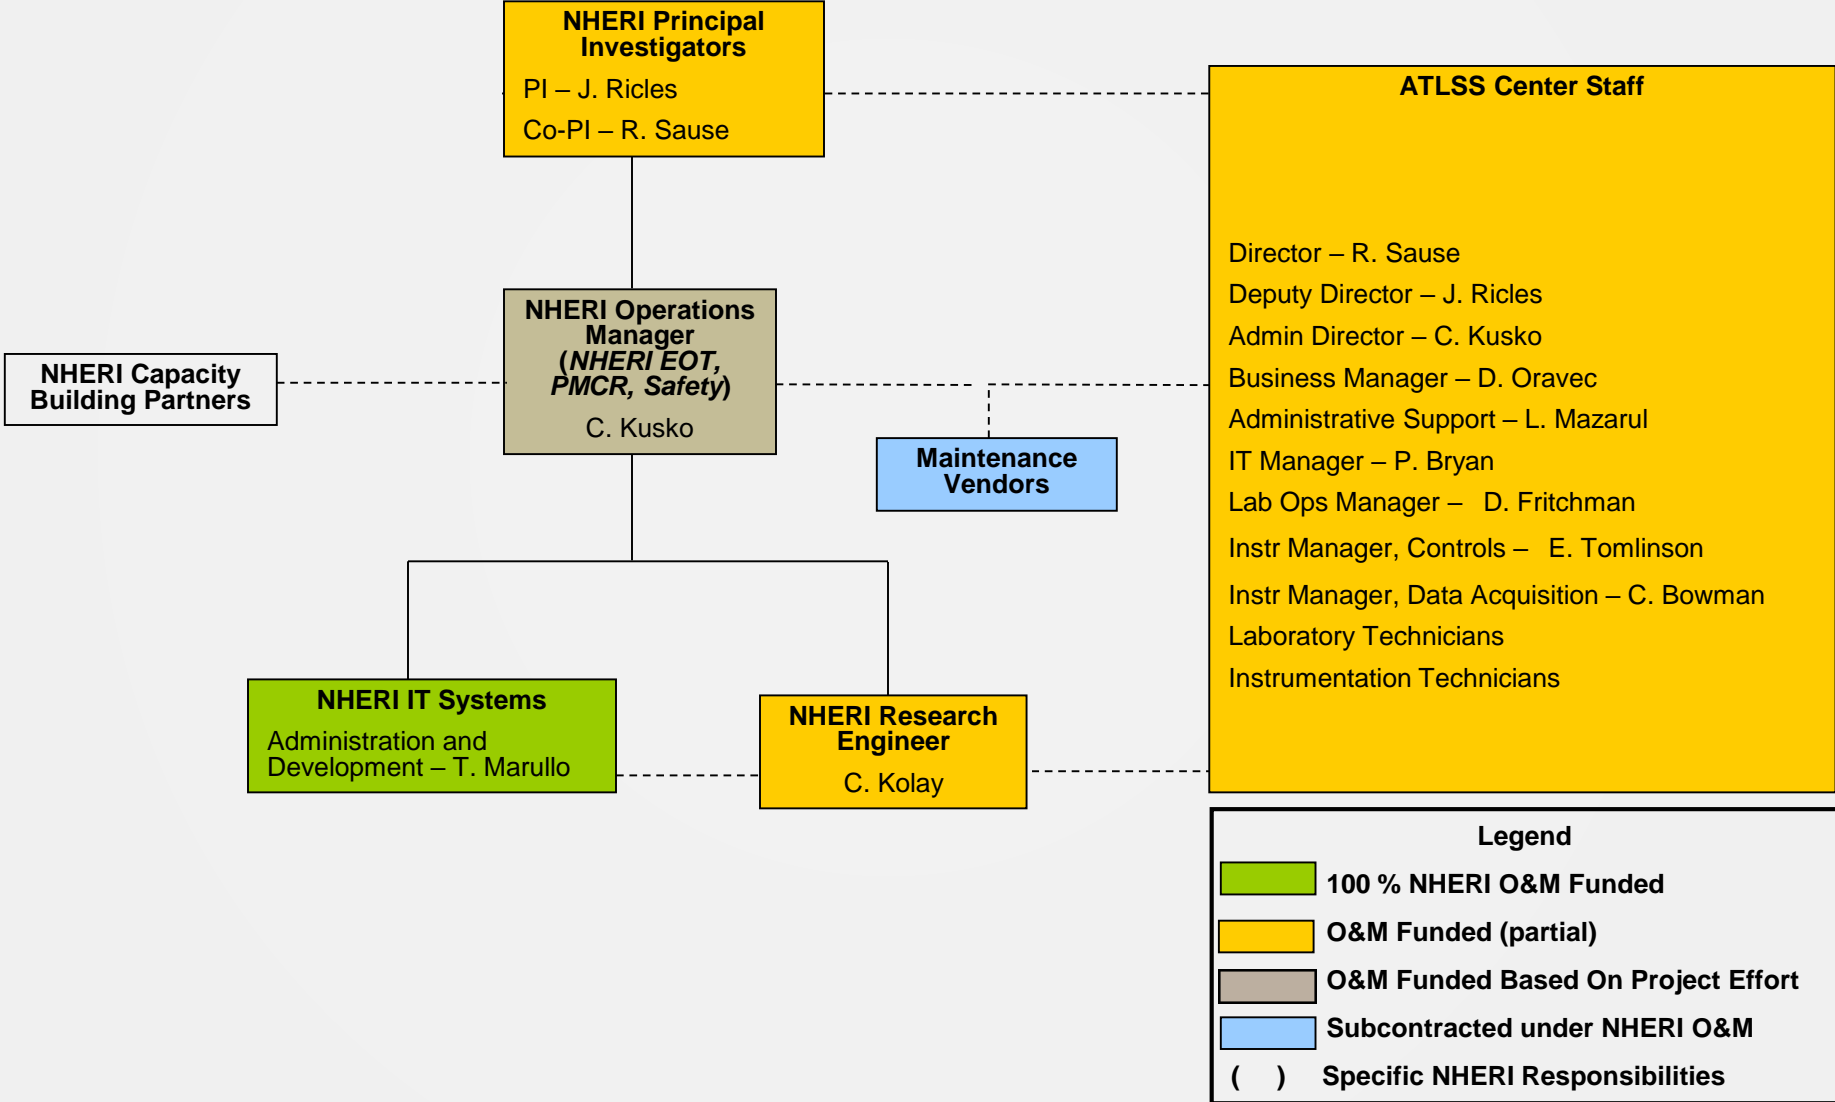 NHERI Principal
Investigators
PI – J. Ricles
Co-PI – R. Sause
ATLSS Center Staff
Director – R. Sause
Deputy Director – J. Ricles
Admin Director – C. Kusko
Business Manager – D. Oravec
Administrative Support – L. Mazarul
IT Manager – P. Bryan
Lab Ops Manager – D. Fritchman
Instr Manager, Controls – E. Tomlinson
Instr Manager, Data Acquisition – C. Bowman
Laboratory Technicians
Instrumentation Technicians
NHERI Operations
Manager
(NHERI EOT,
PMCR, Safety)
C. Kusko
NHERI Capacity
Building Partners
Maintenance
Vendors
NHERI IT Systems
Administration and
Development – T. Marullo
NHERI Research
Engineer
C. Kolay
Legend
100 % NHERI O&M Funded
O&M Funded (partial)
O&M Funded Based On Project Effort
Subcontracted under NHERI O&M
( ) Specific NHERI Responsibilities